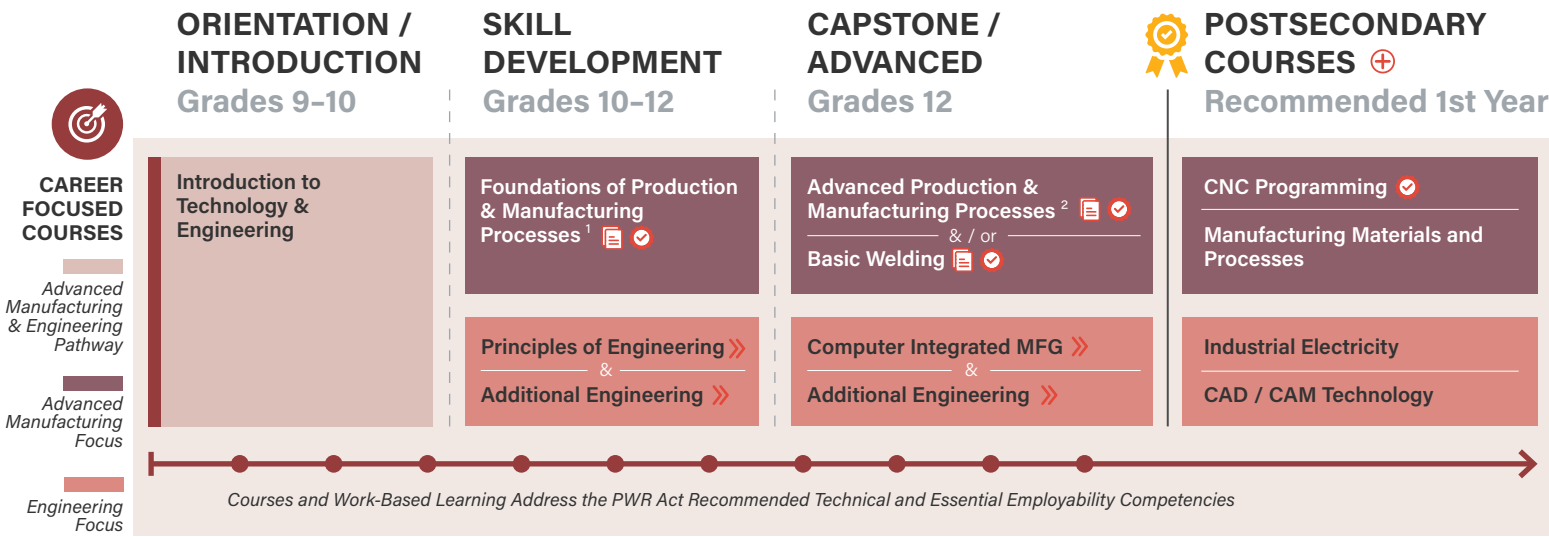 ORIENTATION /
INTRODUCTION
Grades 9–10
SKILL
DEVELOPMENT
Grades 10–12
CAPSTONE /
ADVANCED
Grades 12
POSTSECONDARY
COURSES
Recommended 1st Year
CAREER
FOCUSED
COURSES
Advanced
Manufacturing
& Engineering
Pathway
Advanced
Manufacturing
Focus
Engineering
Focus
Introduction to
Technology &
Engineering
Foundations of Production
& Manufacturing
Processes 1
Principles of Engineering
&
Additional Engineering
Advanced Production &
Manufacturing Processes 2
& / or
Basic Welding
Computer Integrated MFG
&
Additional Engineering
CNC Programming
Manufacturing Materials and
Processes
Industrial Electricity
CAD / CAM Technology
Courses and Work-Based Learning Address the PWR Act Recommended Technical and Essential Employability Competencies